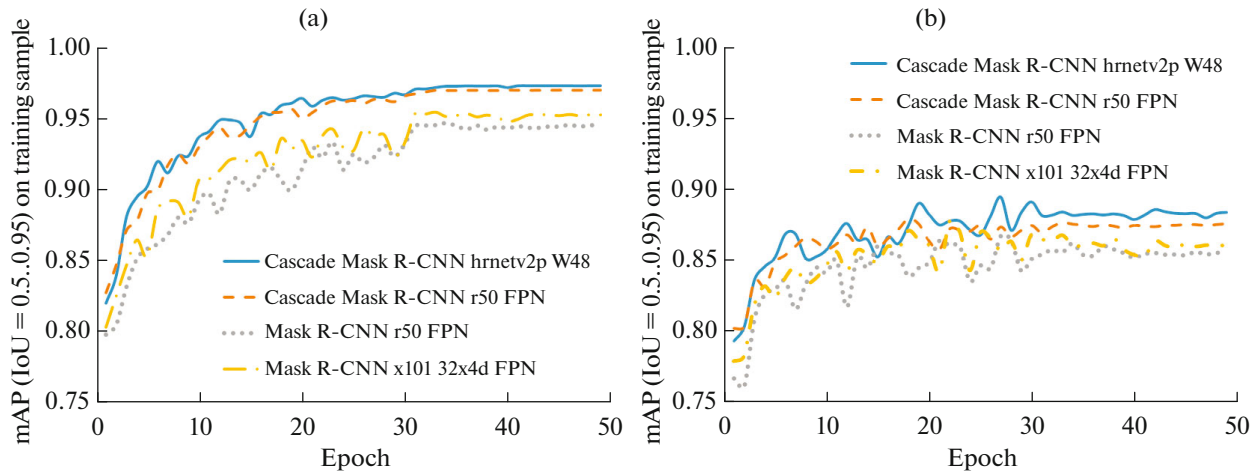 (a)
mAP (IoU = 0.5..0.95) on training sample
1.00
0.95
0.90
0.85
0.80
0.75
Cascade Mask R-CNN hrnetv2p W48
Cascade Mask R-CNN r50 FPN
Mask R-CNN r50 FPN
Mask R-CNN x101 32x4d FPN
0 10 20 30 40 50
Epoch
(b)
mAP (IoU = 0.5..0.95) on training sample
1.00
0.95
0.90
0.85
0.80
0.75
Cascade Mask R-CNN hrnetv2p W48
Cascade Mask R-CNN r50 FPN
Mask R-CNN r50 FPN
Mask R-CNN x101 32x4d FPN
0 10 20 30 40 50
Epoch